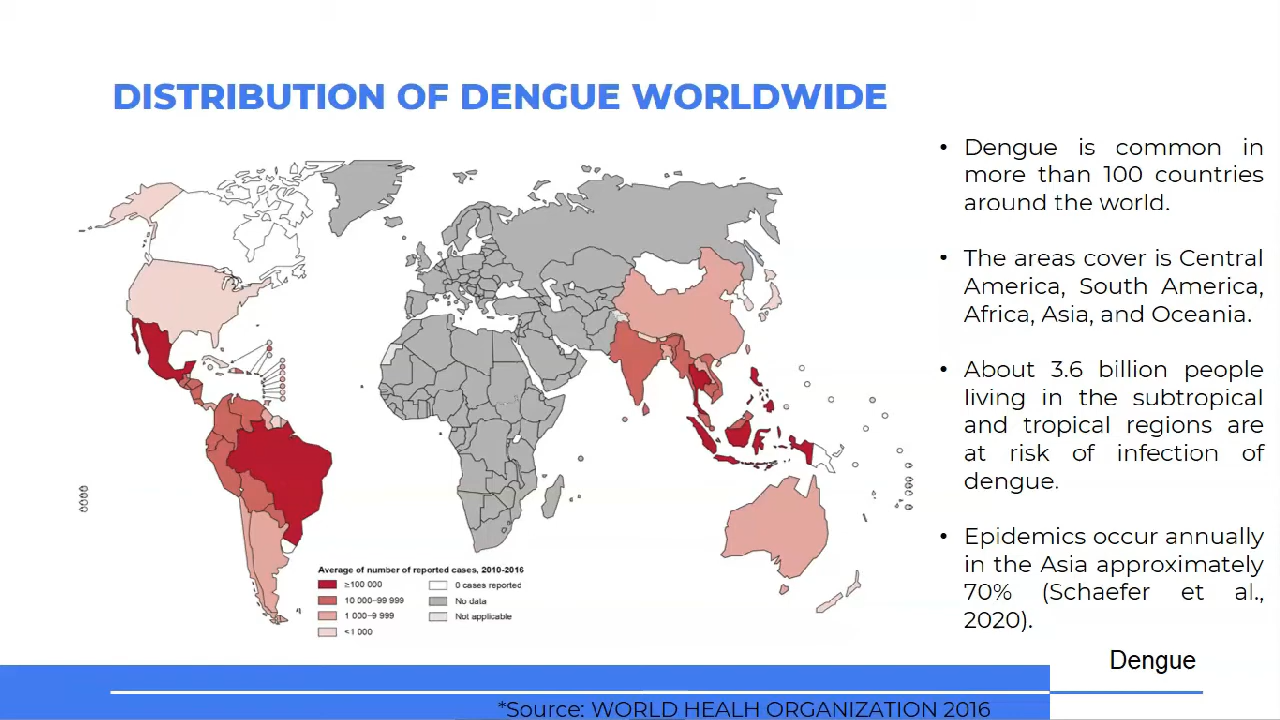 DISTRIBUTION OF DENGUE WORLDWIDE
• Dengue is common in
more than 100 countries
around the world.
• The areas cover is Central
America, South America,
Africa, Asia, and Oceania.
• About 3.6 billion people
living in the subtropical
and tropical regions are
at risk of infection of
dengue.
• Epidemics occur annually
in the Asia approximately
70% (Schaefer et al.,
2020).
Average of number of reported cases, 2010-2016
≥100 000
10 000–99 999
1 000–9 999
<1 000
0 cases reported
No data
Not applicable
Dengue
*Source: WORLD HEALH ORGANIZATION 2016